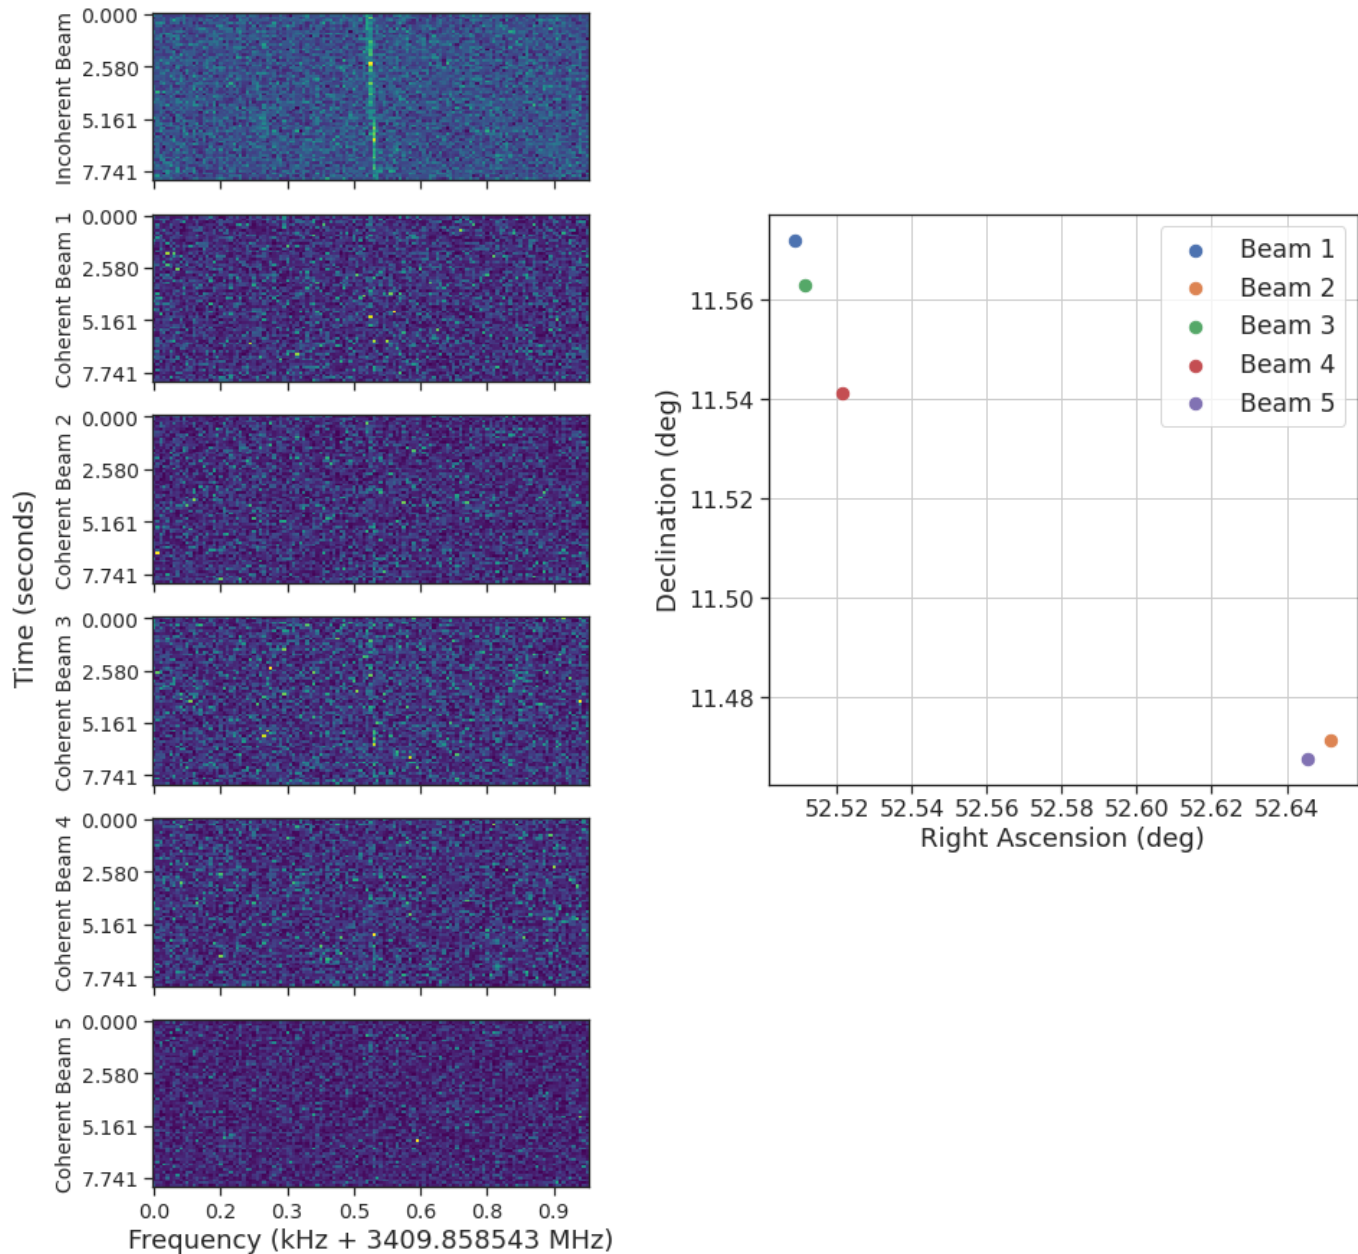 Time (seconds)
Incoherent Beam
0.000
2.580
5.161
7.741
Coherent Beam 1
0.000
2.580
5.161
7.741
Coherent Beam 2
0.000
2.580
5.161
7.741
Coherent Beam 3
0.000
2.580
5.161
7.741
Coherent Beam 4
0.000
2.580
5.161
7.741
Coherent Beam 5
0.000
2.580
5.161
7.741
0.0 0.2 0.3 0.5 0.6 0.8 0.9
Frequency (kHz + 3409.858543 MHz)
Declination (deg)
11.56
11.54
11.52
11.50
11.48
Beam 1
Beam 2
Beam 3
Beam 4
Beam 5
52.52 52.54 52.56 52.58 52.60 52.62 52.64
Right Ascension (deg)